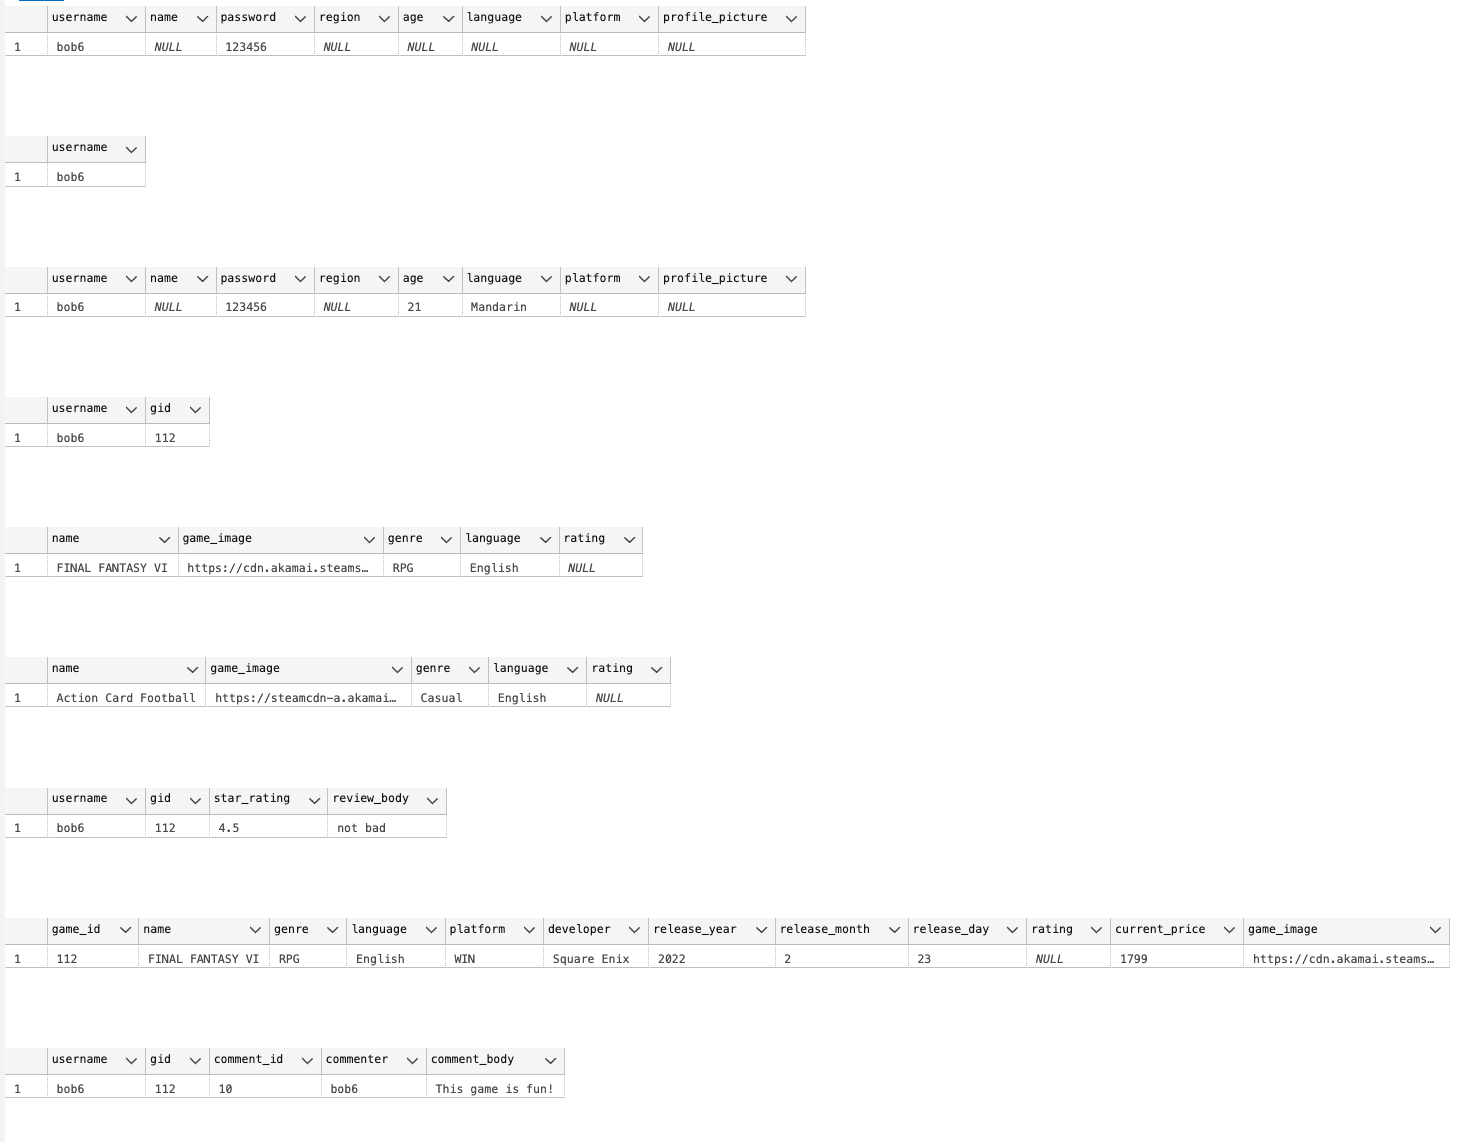 username name password region age language platform profile_picture
1 bob6 NULL 123456 NULL NULL NULL NULL NULL
username
1 bob6
username name password region age language platform profile_picture
1 bob6 NULL 123456 NULL 21 Mandarin NULL NULL
username gid
1 bob6 112
name game_image genre language rating
1 FINAL FANTASY VI https://cdn.akamai.steams… RPG English NULL
name game_image genre language rating
1 Action Card Football https://steamcdn-a.akamai… Casual English NULL
username gid star_rating review_body
1 bob6 112 4.5 not bad
game_id name genre language platform developer release_year release_month release_day rating current_price game_image
1 112 FINAL FANTASY VI RPG English WIN Square Enix 2022 2 23 NULL 1799 https://cdn.akamai.steams…
username gid comment_id commenter comment_body
1 bob6 112 10 bob6 This game is fun!